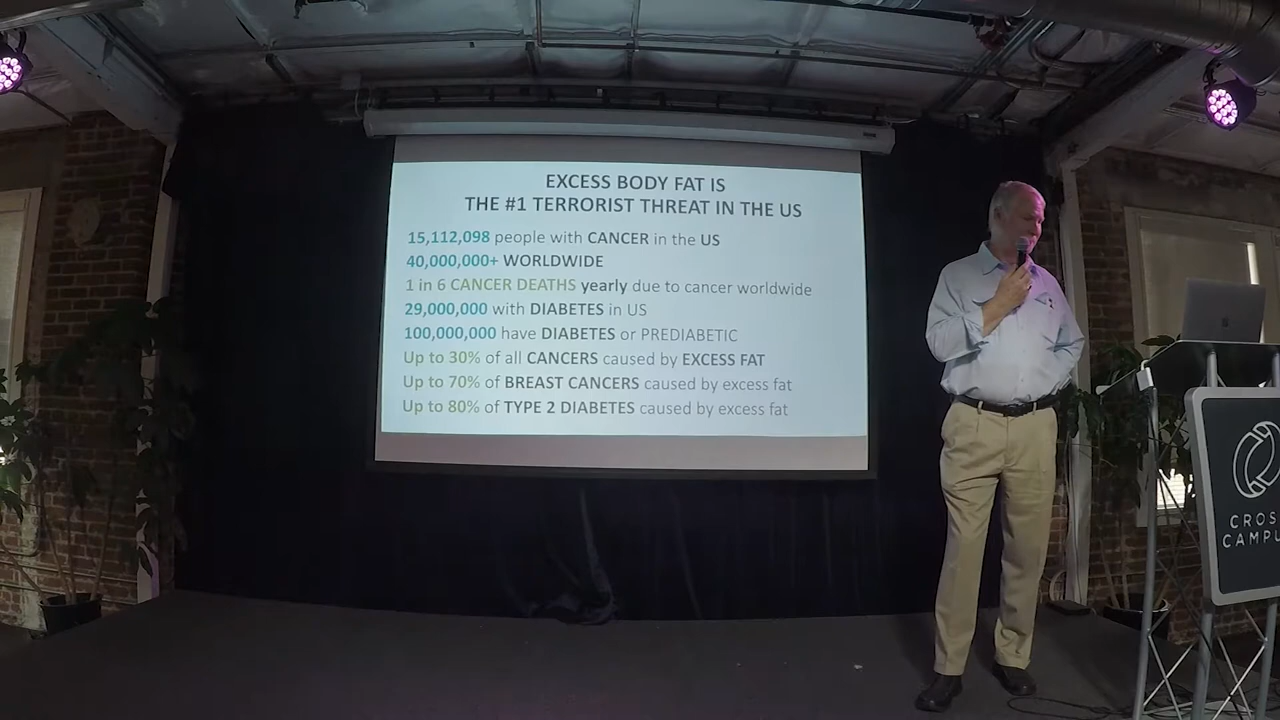 EXCESS BODY FAT IS
THE #1 TERRORIST THREAT IN THE US
15,112,098 people with CANCER in the US
40,000,000+ WORLDWIDE
1 in 6 CANCER DEATHS yearly due to cancer worldwide
29,000,000 with DIABETES in US
100,000,000 have DIABETES or PREDIABETIC
Up to 30% of all CANCERS caused by EXCESS FAT
Up to 70% of BREAST CANCERS caused by excess fat
Up to 80% of TYPE 2 DIABETES caused by excess fat
CROS
CAMPU